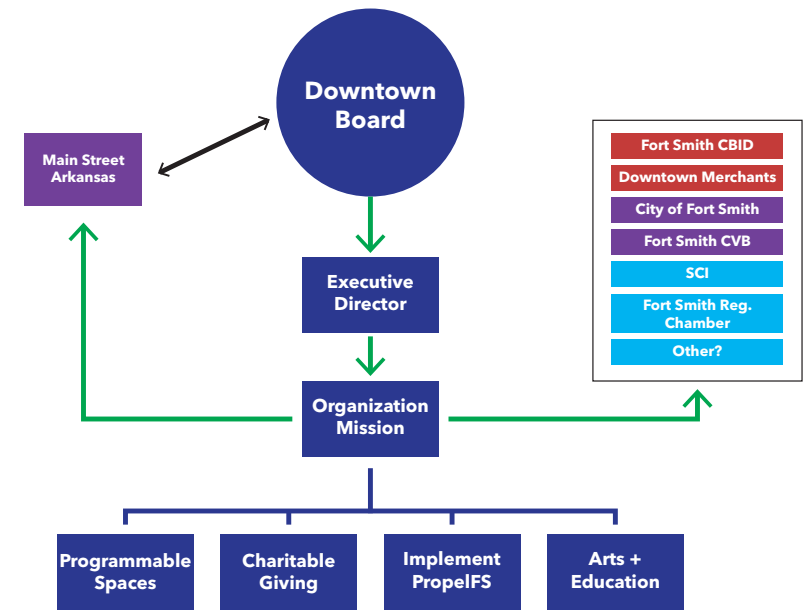 Downtown
Board
Main Street
Arkansas
Fort Smith CBID
Downtown Merchants
City of Fort Smith
Fort Smith CVB
SCI
Fort Smith Reg.
Chamber
Other?
Executive
Director
Organization
Mission
Programmable
Spaces
Charitable
Giving
Implement
PropelFS
Arts +
Education